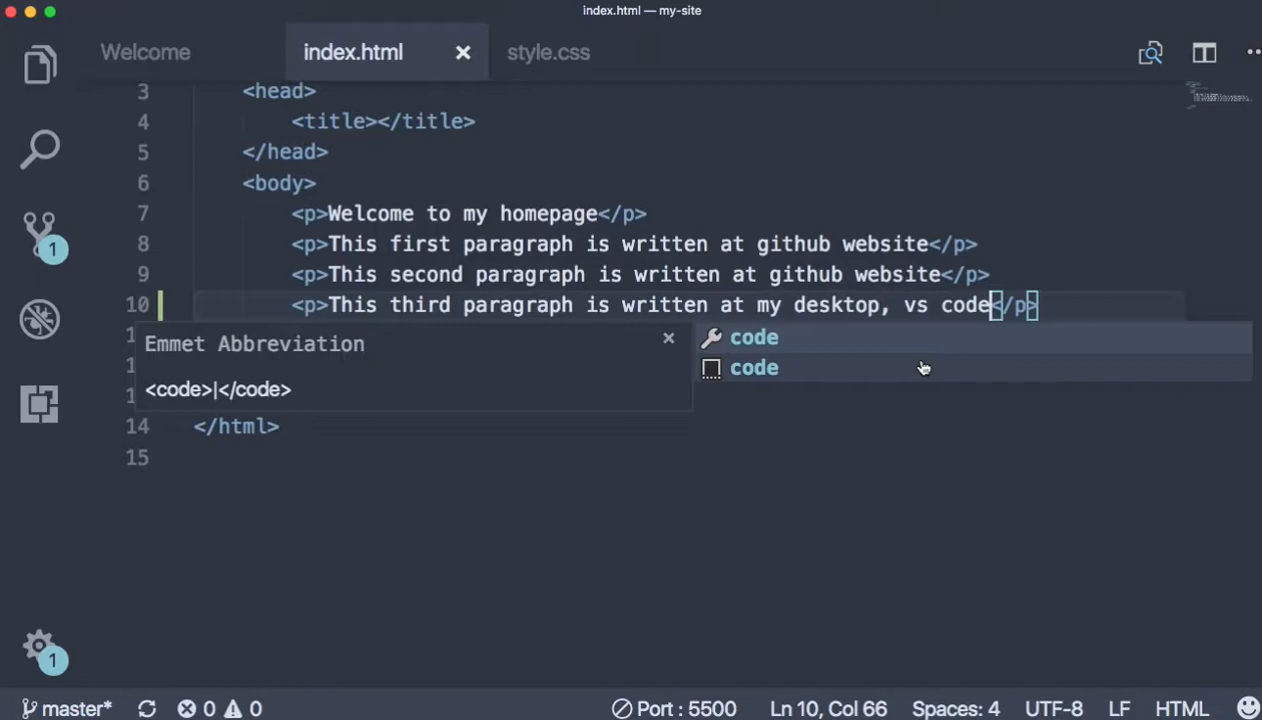 index.html — my-site
Welcome
index.html ×
style.css
3 <head>
4 <title></title>
5 </head>
6 <body>
7 <p>Welcome to my homepage</p>
8 <p>This first paragraph is written at github website</p>
9 <p>This second paragraph is written at github website</p>
10 <p>This third paragraph is written at my desktop, vs code</p>
1
Emmet Abbreviation ×
code
1
code
1
<code>|</code>
14 </html>
15
1
1
master* 0 0 Port : 5500 Ln 10, Col 66 Spaces: 4 UTF-8 LF HTML